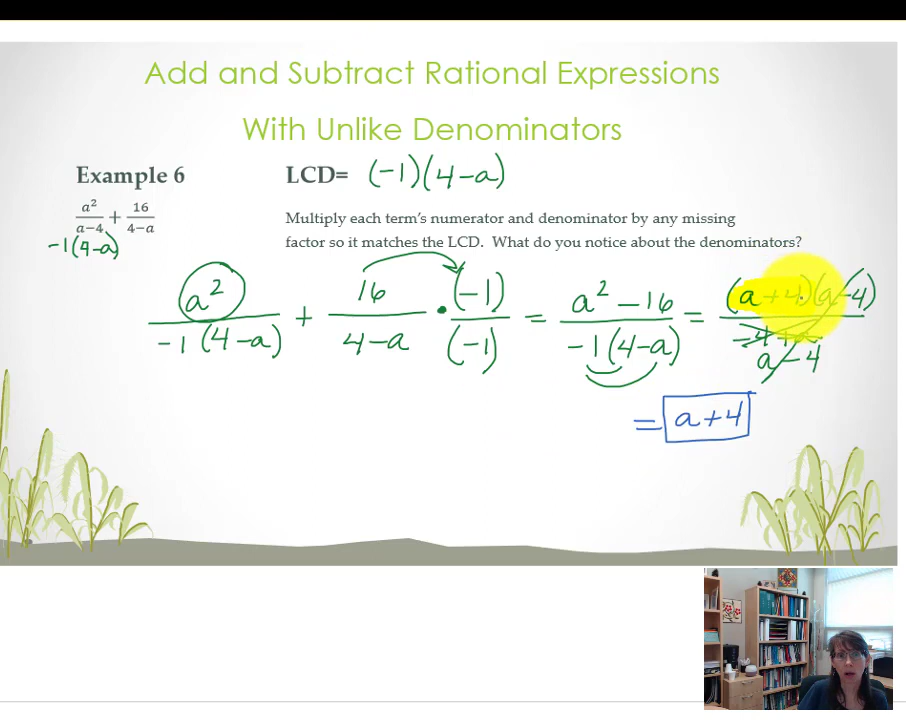 Add and Subtract Rational Expressions
With Unlike Denominators
Example 6
LCD= (-1)(4-a)
a²/(a-4) + 16/(4-a)
-1(4-a)
Multiply each term's numerator and denominator by any missing
factor so it matches the LCD. What do you notice about the denominators?
a²/(-1(4-a)) + 16/(4-a) • (-1)/(-1) = (a²-16)/(-1(4-a)) = (a+4)(a-4)/(-4+a)
a-4
= a+4